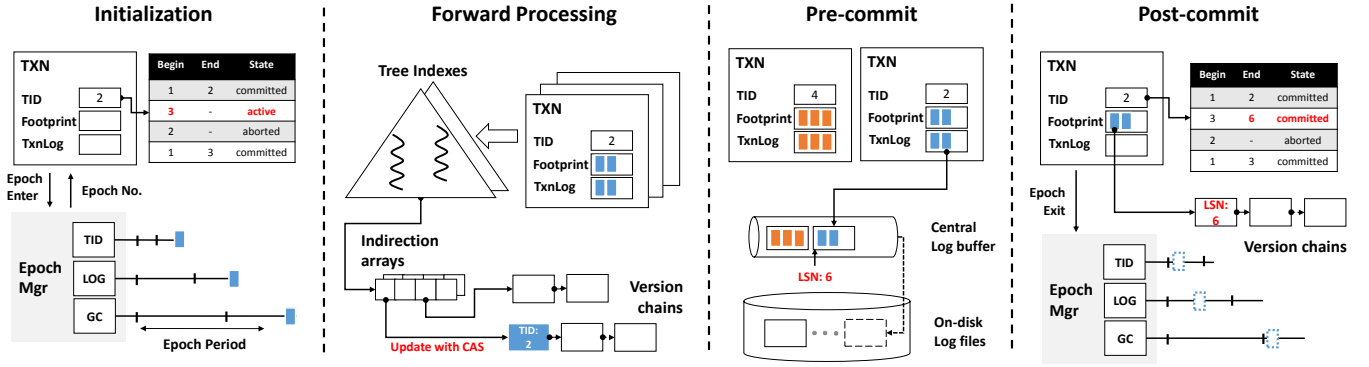 Initialization
TXN
TID
2
Footprint
TxnLog
Begin End State
1 2 committed
3 - active
2 - aborted
1 3 committed
Epoch
Enter
Epoch No.
Epoch
Mgr
TID
LOG
GC
Epoch Period
Forward Processing
Tree Indexes
TXN
TID
2
Footprint
TxnLog
Indirection
arrays
Version
chains
Update with CAS
TID:
2
Pre-commit
TXN
TID
4
Footprint
TxnLog
TXN
TID
2
Footprint
TxnLog
Central
Log buffer
LSN: 6
On-disk
Log files
Post-commit
TXN
TID
2
Footprint
TxnLog
Begin End State
1 2 committed
3 6 committed
2 - aborted
1 3 committed
Epoch
Exit
LSN:
6
Version chains
Epoch
Mgr
TID
LOG
GC